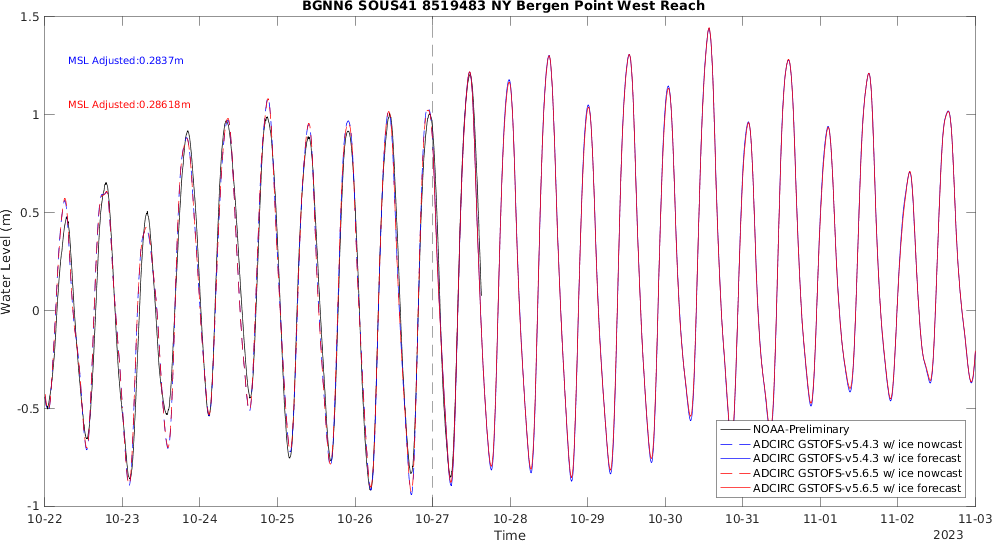 BGNN6 SOUS41 8519483 NY Bergen Point West Reach
1.5
MSL Adjusted:0.2837m
MSL Adjusted:0.28618m
1
0.5
0
-0.5
-1
Water Level (m)
NOAA-Preliminary
ADCIRC GSTOFS-v5.4.3 w/ ice nowcast
ADCIRC GSTOFS-v5.4.3 w/ ice forecast
ADCIRC GSTOFS-v5.6.5 w/ ice nowcast
ADCIRC GSTOFS-v5.6.5 w/ ice forecast
10-22 10-23 10-24 10-25 10-26 10-27 10-28 10-29 10-30 10-31 11-01 11-02 11-03
Time
2023